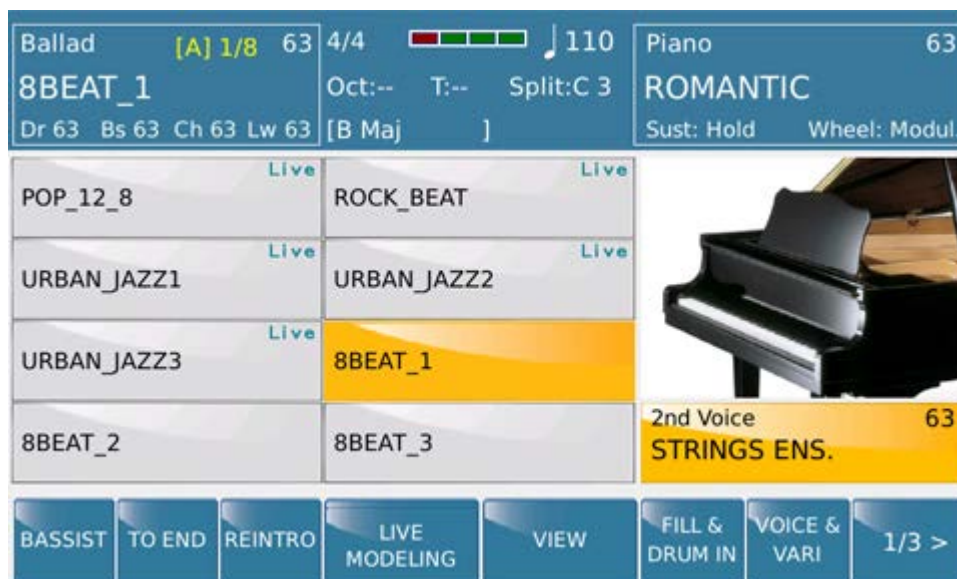 Ballad [A] 1/8 63
8BEAT_1
Dr 63 Bs 63 Ch 63 Lw 63
4/4 110
Oct:-- T:-- Split:C 3
[B Maj ]
Piano 63
ROMANTIC
Sust: Hold Wheel: Modul.
Live
POP_12_8
Live
ROCK_BEAT
Live
URBAN_JAZZ1
Live
URBAN_JAZZ2
Live
URBAN_JAZZ3
8BEAT_1
8BEAT_2
8BEAT_3
2nd Voice 63
STRINGS ENS.
BASSIST
TO END
REINTRO
LIVE
MODELING
VIEW
FILL &
DRUM IN
VOICE &
VARI
1/3 >